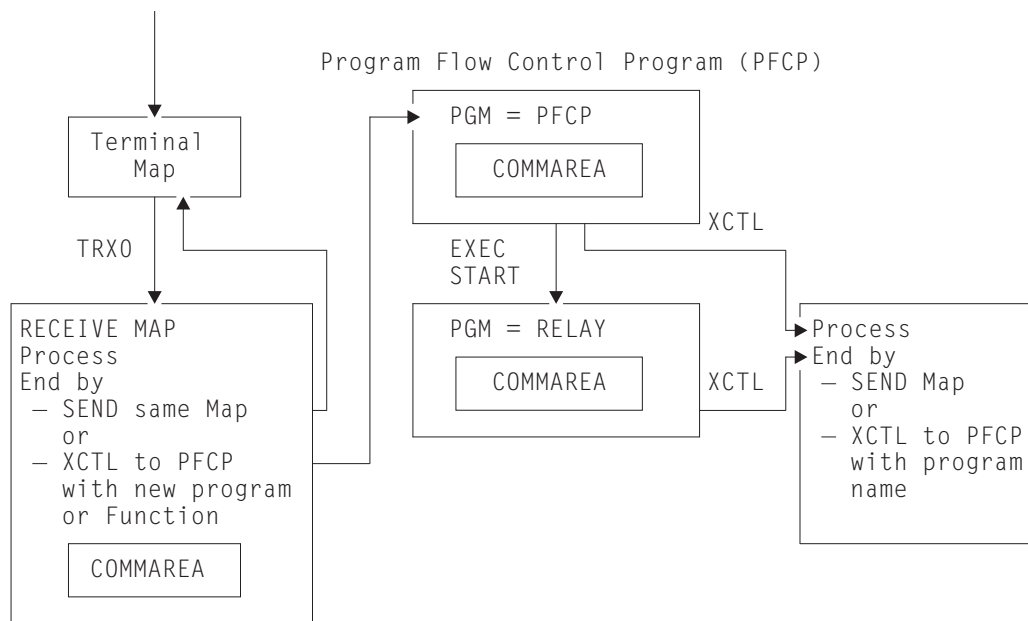 Program Flow Control Program (PFCP)
Terminal
Map
TRXO
RECEIVE MAP
Process
End by
— SEND same Map
or
— XCTL to PFCP
with new program
or Function
COMMAREA
PGM = PFCP
COMMAREA
EXEC
START
XCTL
PGM = RELAY
COMMAREA
XCTL
Process
End by
— SEND Map
or
— XCTL to PFCP
with program
name